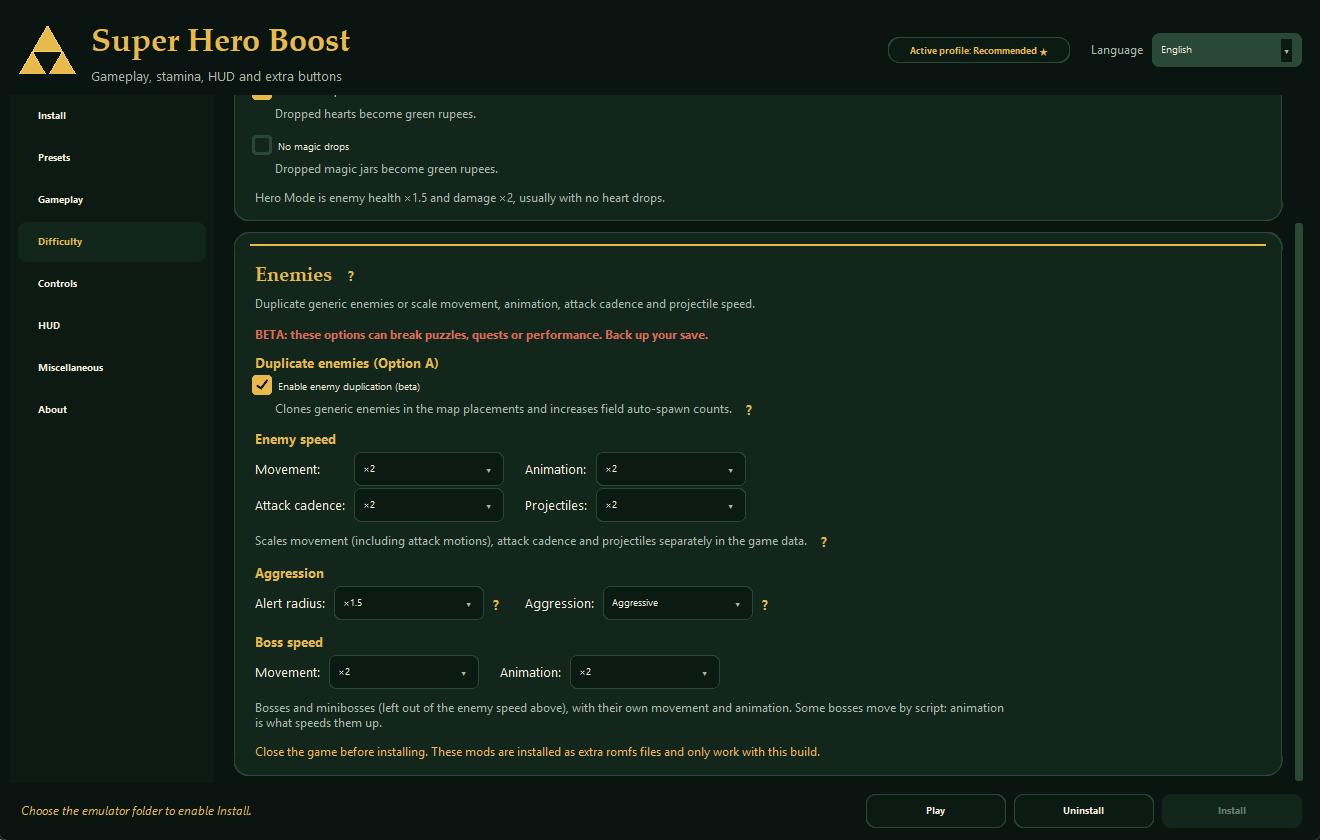 Super Hero Boost
Gameplay, stamina, HUD and extra buttons
Active profile: Recommended ★
Language
English
Install
Presets
Gameplay
Difficulty
Controls
HUD
Miscellaneous
About
Dropped hearts become green rupees.
No magic drops
Dropped magic jars become green rupees.
Hero Mode is enemy health ×1.5 and damage ×2, usually with no heart drops.
Enemies ?
Duplicate generic enemies or scale movement, animation, attack cadence and projectile speed.
BETA: these options can break puzzles, quests or performance. Back up your save.
Duplicate enemies (Option A)
Enable enemy duplication (beta)
Clones generic enemies in the map placements and increases field auto-spawn counts. ?
Enemy speed
Movement: ×2 Animation: ×2
Attack cadence: ×2 Projectiles: ×2
Scales movement (including attack motions), attack cadence and projectiles separately in the game data. ?
Aggression
Alert radius: ×1.5 ? Aggression: Aggressive ?
Boss speed
Movement: ×2 Animation: ×2
Bosses and minibosses (left out of the enemy speed above), with their own movement and animation. Some bosses move by script: animation
is what speeds them up.
Close the game before installing. These mods are installed as extra romfs files and only work with this build.
Choose the emulator folder to enable Install.
Play
Uninstall
Install